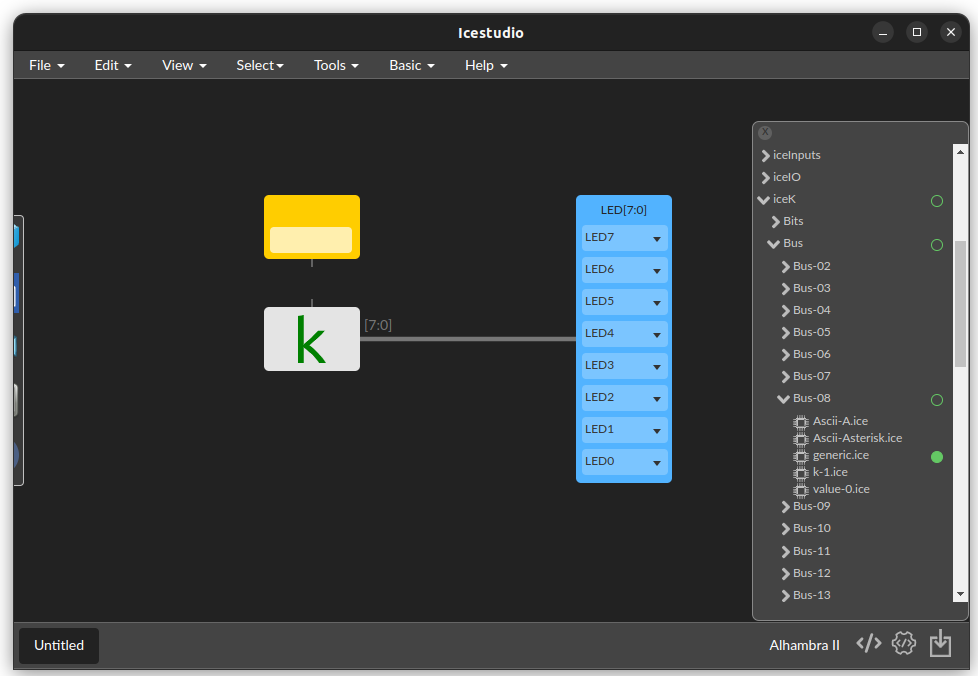 Icestudio
File Edit View Select Tools Basic Help
X
iceInputs
iceIO
iceK
Bits
Bus
Bus-02
Bus-03
Bus-04
Bus-05
Bus-06
Bus-07
Bus-08
Ascii-A.ice
Ascii-Asterisk.ice
generic.ice
k-1.ice
value-0.ice
Bus-09
Bus-10
Bus-11
Bus-12
Bus-13
k
[7:0]
LED[7:0]
LED7
LED6
LED5
LED4
LED3
LED2
LED1
LED0
Untitled
Alhambra II